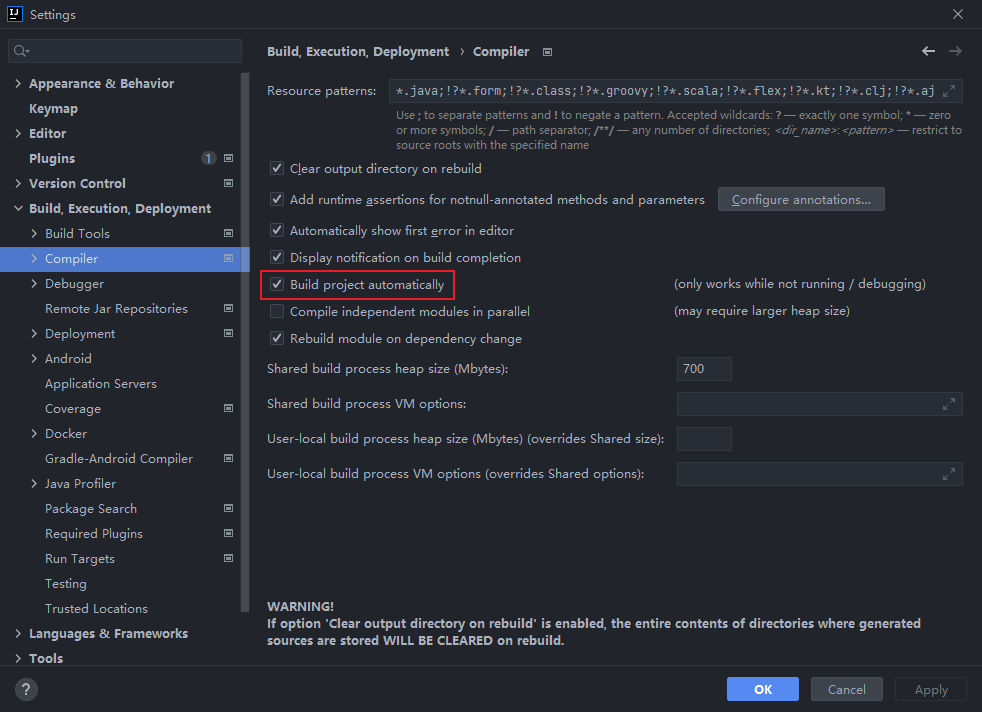 IJ
Settings
Appearance & Behavior
Keymap
Editor
Plugins 1
Version Control
Build, Execution, Deployment
Build Tools
Compiler
Debugger
Remote Jar Repositories
Deployment
Android
Application Servers
Coverage
Docker
Gradle-Android Compiler
Java Profiler
Package Search
Required Plugins
Run Targets
Testing
Trusted Locations
Languages & Frameworks
Tools
Build, Execution, Deployment › Compiler
Resource patterns: *.java;!?*.form;!?*.class;!?*.groovy;!?*.scala;!?*.flex;!?*.kt;!?*.clj;!?*.aj
Use ; to separate patterns and ! to negate a pattern. Accepted wildcards: ? — exactly one symbol; * — zero
or more symbols; / — path separator; /**/ — any number of directories; <dir_name>:<pattern> — restrict to
source roots with the specified name
Clear output directory on rebuild
Add runtime assertions for notnull-annotated methods and parameters Configure annotations...
Automatically show first error in editor
Display notification on build completion
Build project automatically (only works while not running / debugging)
Compile independent modules in parallel (may require larger heap size)
Rebuild module on dependency change
Shared build process heap size (Mbytes): 700
Shared build process VM options:
User-local build process heap size (Mbytes) (overrides Shared size):
User-local build process VM options (overrides Shared options):
WARNING!
If option 'Clear output directory on rebuild' is enabled, the entire contents of directories where generated
sources are stored WILL BE CLEARED on rebuild.
? OK Cancel Apply